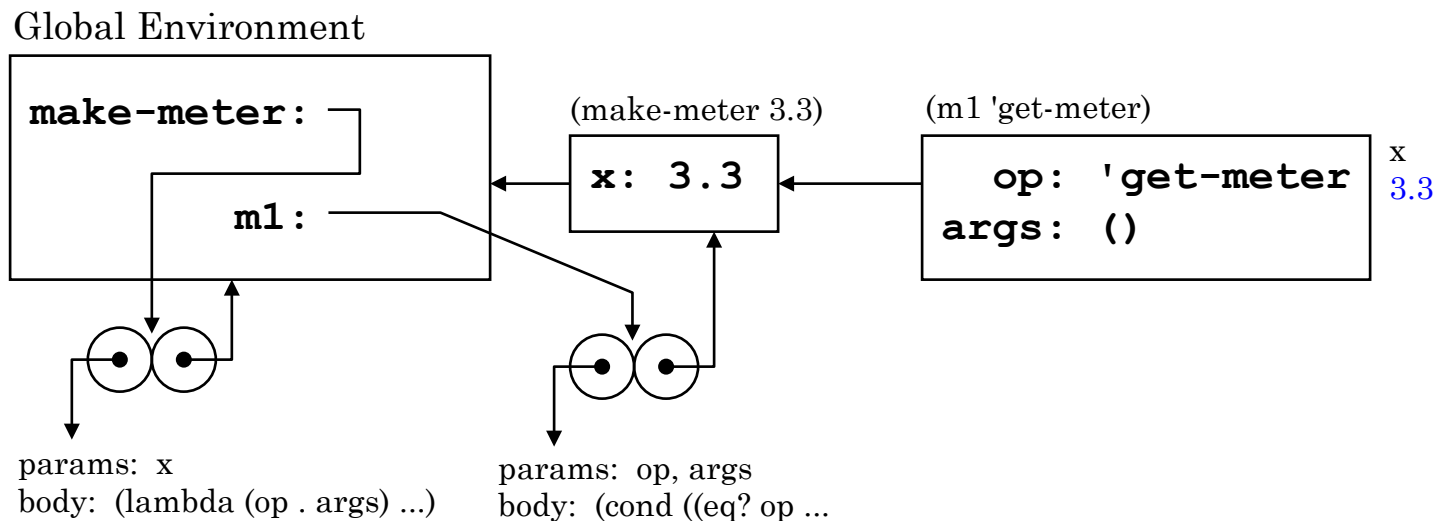 Global Environment
make-meter:
m1:
(make-meter 3.3)
x: 3.3
(m1 'get-meter)
op: 'get-meter
args: ()
x
3.3
params: x
body: (lambda (op . args) ...)
params: op, args
body: (cond ((eq? op ...